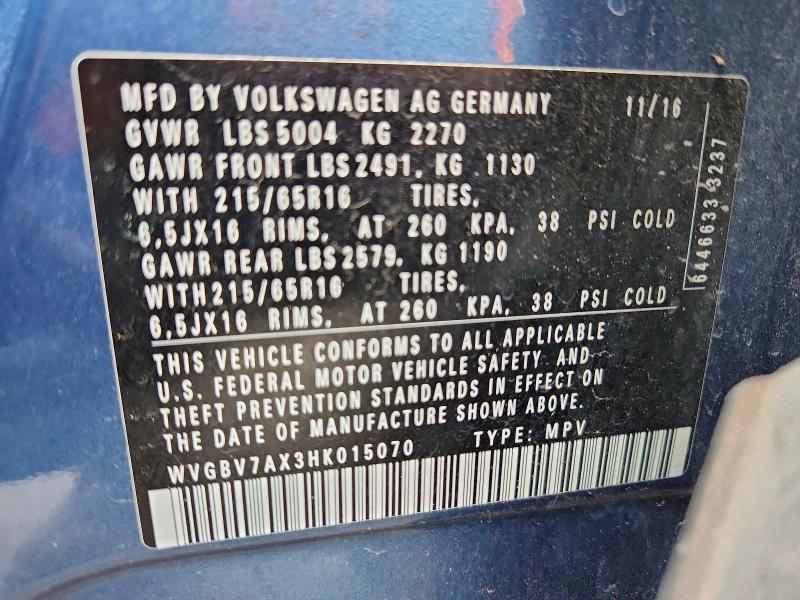 MFD BY VOLKSWAGEN AG GERMANY 11/16
GVWR LBS 5004 KG 2270
GAWR FRONT LBS 2491, KG 1130
WITH 215/65R16 TIRES,
6,5JX16 RIMS, AT 260 KPA, 38 PSI COLD
GAWR REAR LBS 2579, KG 1190
WITH 215/65R16 TIRES,
6,5JX16 RIMS, AT 260 KPA, 38 PSI COLD
THIS VEHICLE CONFORMS TO ALL APPLICABLE
U.S. FEDERAL MOTOR VEHICLE SAFETY AND
THEFT PREVENTION STANDARDS IN EFFECT ON
THE DATE OF MANUFACTURE SHOWN ABOVE.
WVGBV7AX3HK015070 TYPE: MPV
6446633 3237